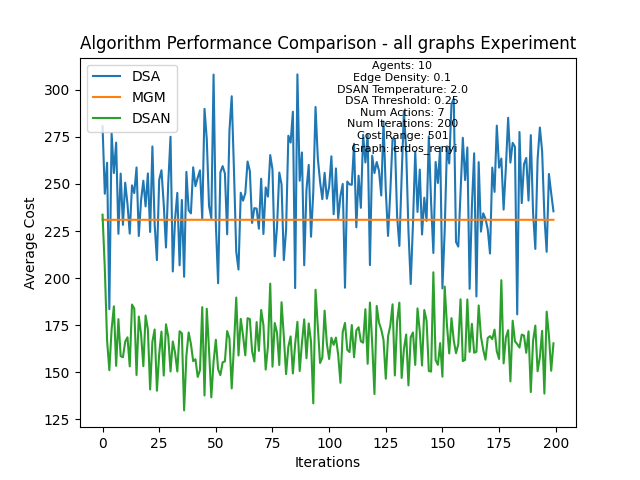 Algorithm Performance Comparison - all graphs Experiment
DSA
MGM
DSAN
Agents: 10
Edge Density: 0.1
DSAN Temperature: 2.0
DSA Threshold: 0.25
Num Actions: 7
Num Iterations: 200
Cost Range: 501
Graph: erdos_renyi
Average Cost
300
275
250
225
200
175
150
125
0
25
50
75
100
125
150
175
200
Iterations